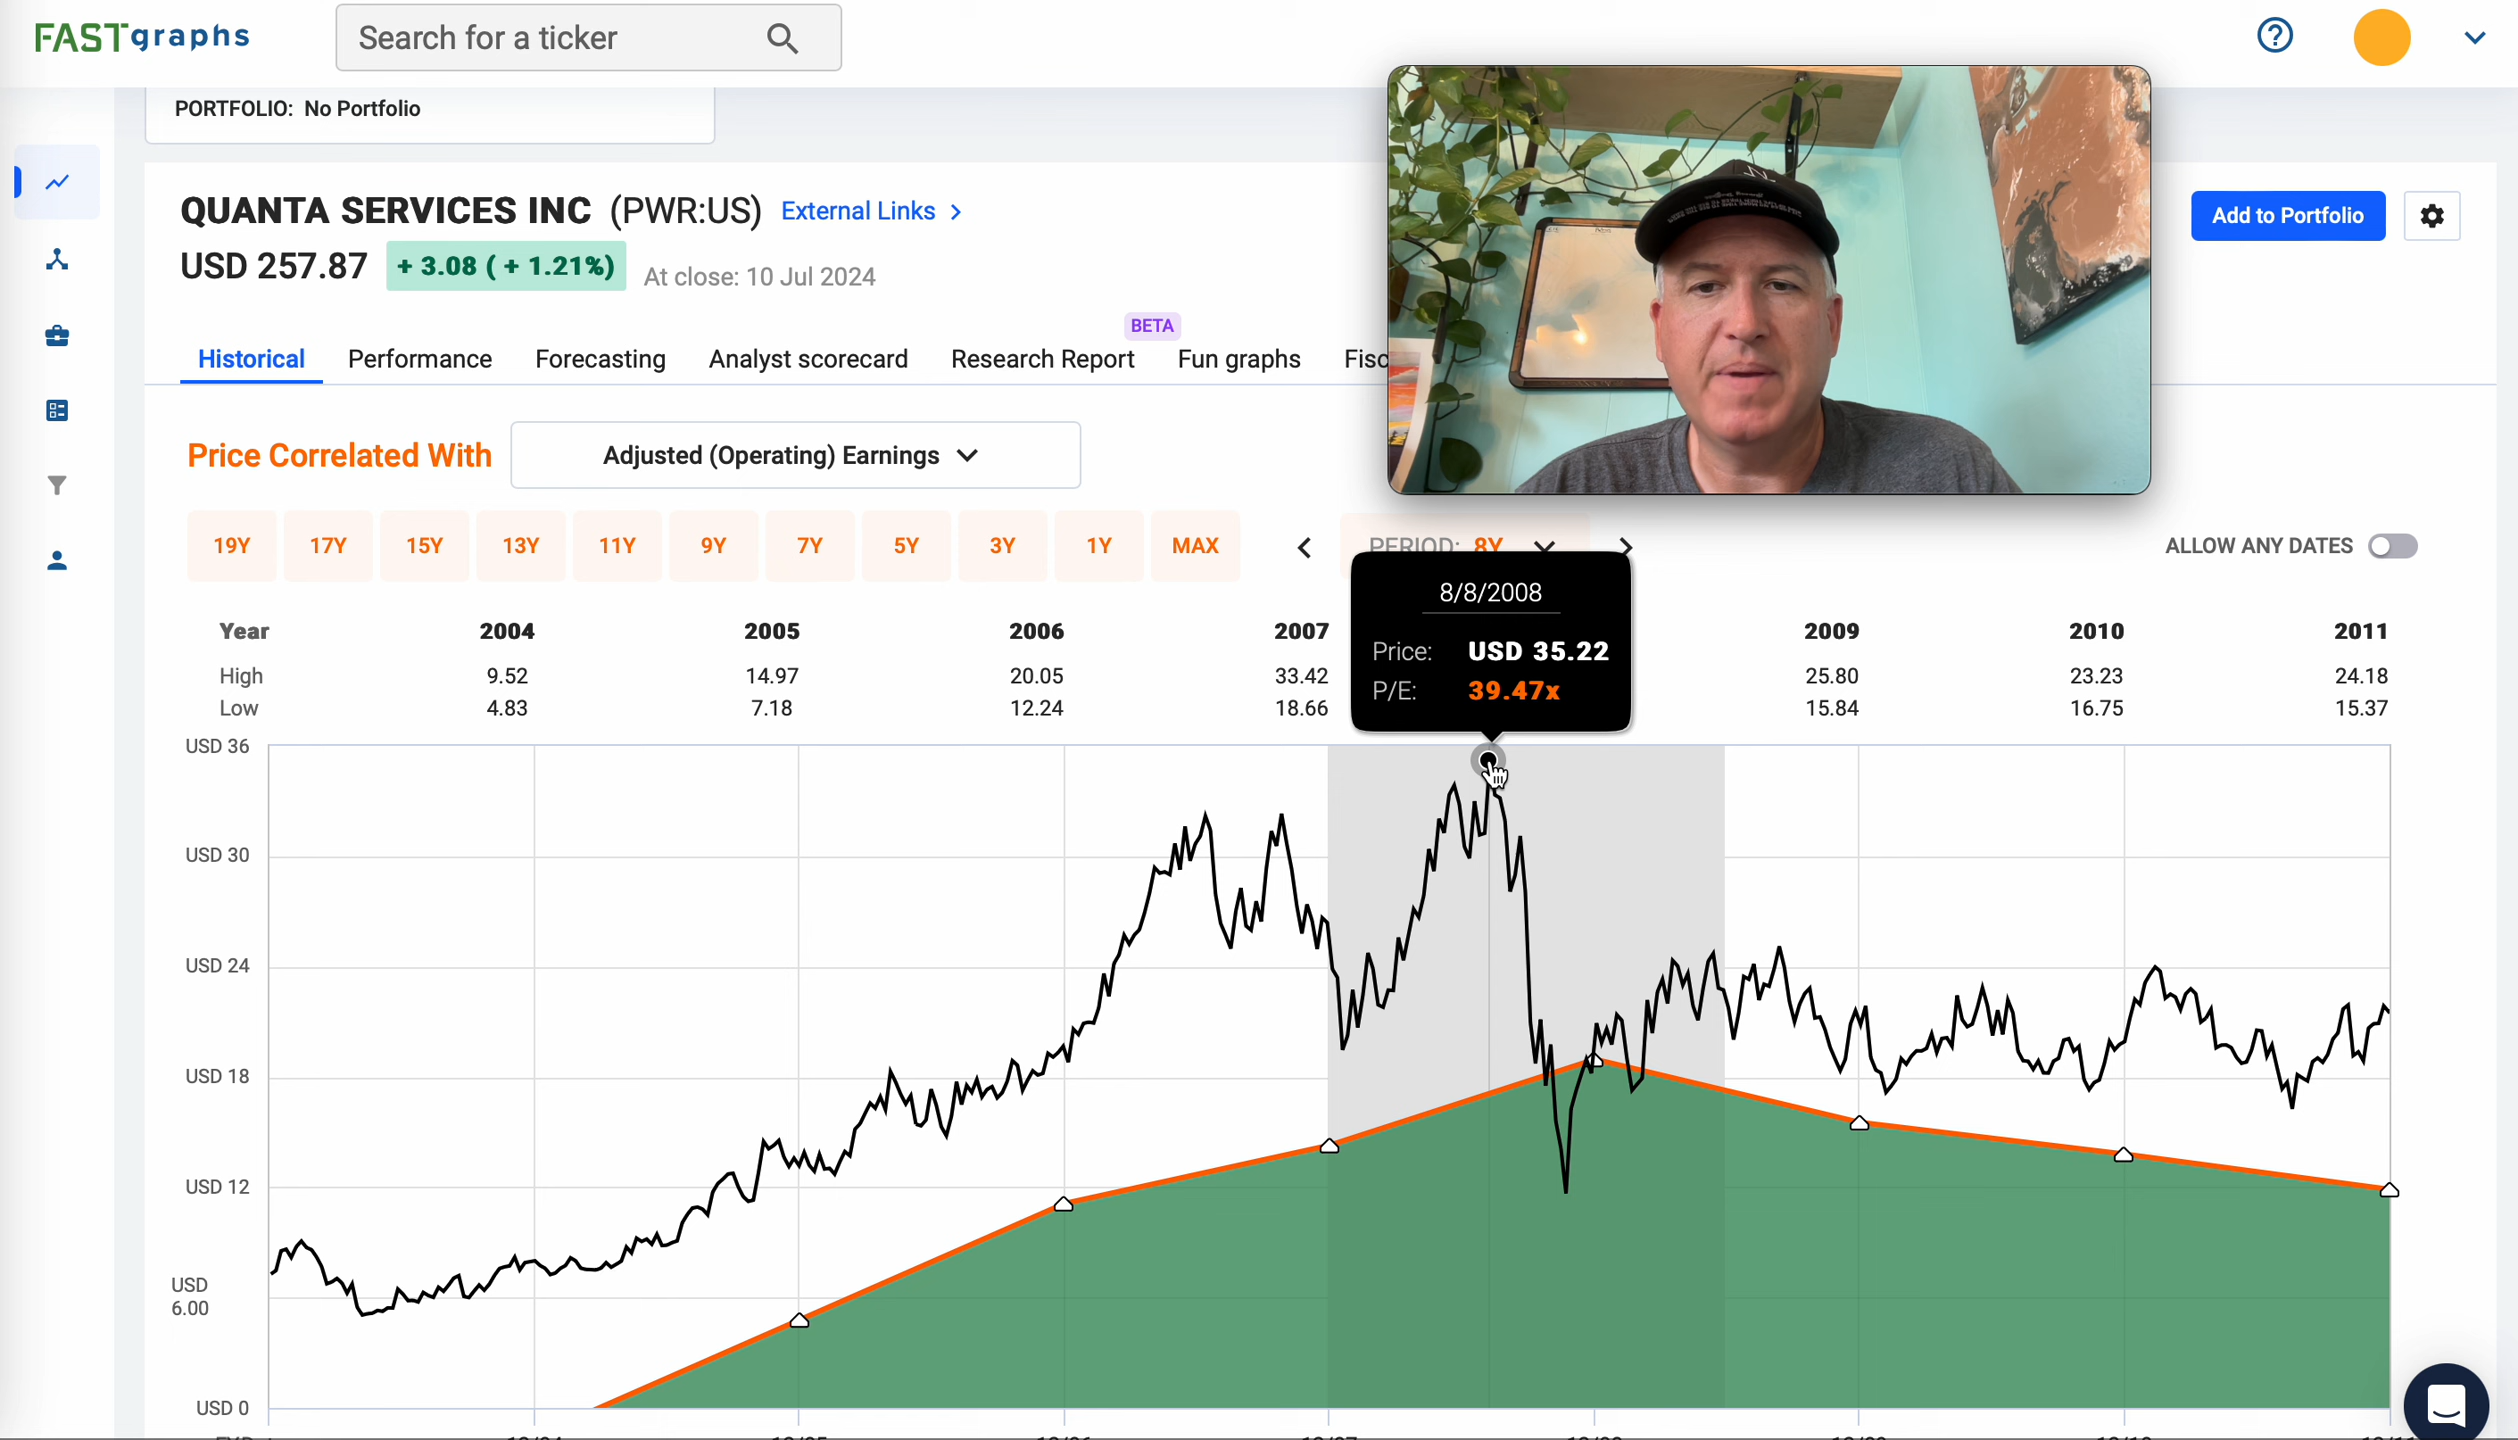 FASTgraphs
Search for a ticker
PORTFOLIO: No Portfolio
QUANTA SERVICES INC (PWR:US) External Links
USD 257.87 + 3.08 ( + 1.21%) At close: 10 Jul 2024
BETA
Historical Performance Forecasting Analyst scorecard Research Report Fun graphs Fisc
Add to Portfolio
Price Correlated With Adjusted (Operating) Earnings
19Y 17Y 15Y 13Y 11Y 9Y 7Y 5Y 3Y 1Y MAX PERIOD: 8Y ALLOW ANY DATES
8/8/2008
Price: USD 35.22
P/E: 39.47x
Year 2004 2005 2006 2007 2009 2010 2011
High 9.52 14.97 20.05 33.42 25.80 23.23 24.18
Low 4.83 7.18 12.24 18.66 15.84 16.75 15.37
USD 36
USD 30
USD 24
USD 18
USD 12
USD
6.00
USD 0